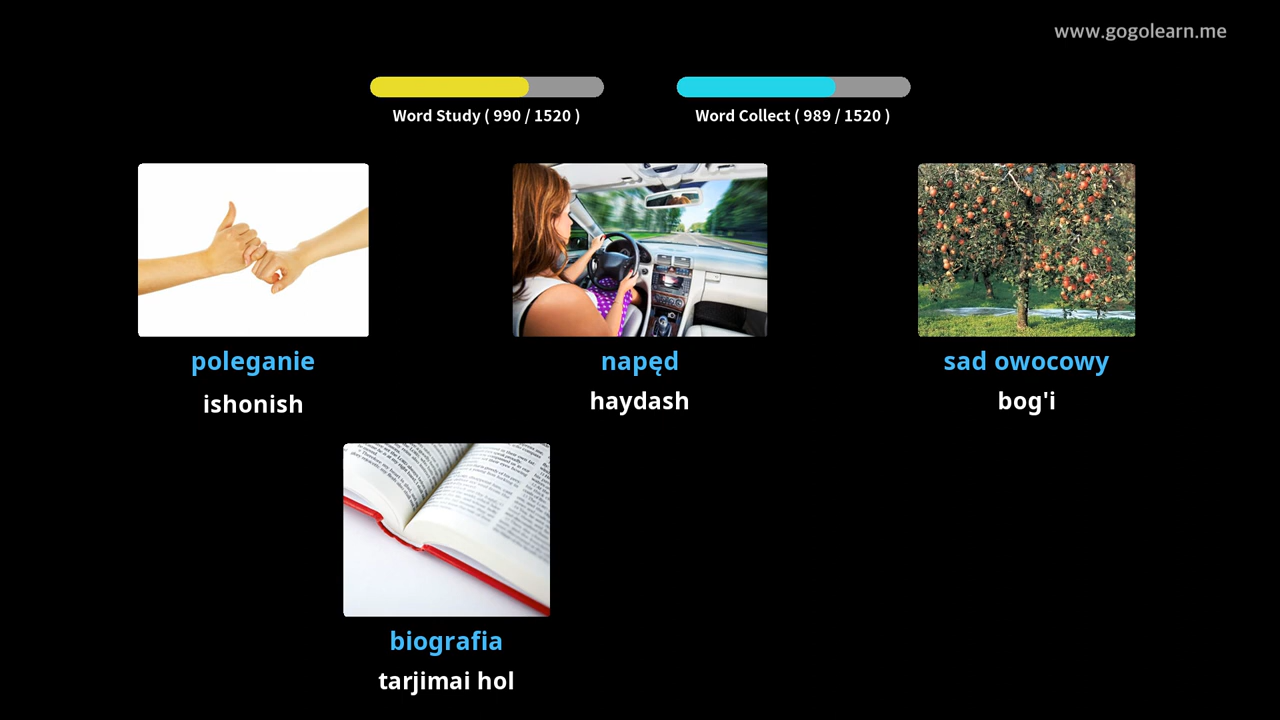 www.gogolearn.me
Word Study ( 990 / 1520 )
Word Collect ( 989 / 1520 )
poleganie
ishonish
napęd
haydash
sad owocowy
bog'i
biografia
tarjimai hol